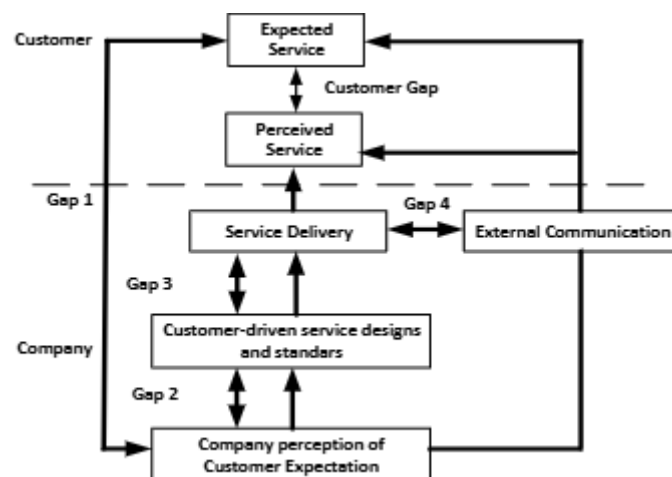 Customer
Expected
Service
Customer Gap
Perceived
Service
Gap 1
Gap 4
Service Delivery
External Communication
Gap 3
Customer-driven service designs
and standars
Company
Gap 2
Company perception of
Customer Expectation